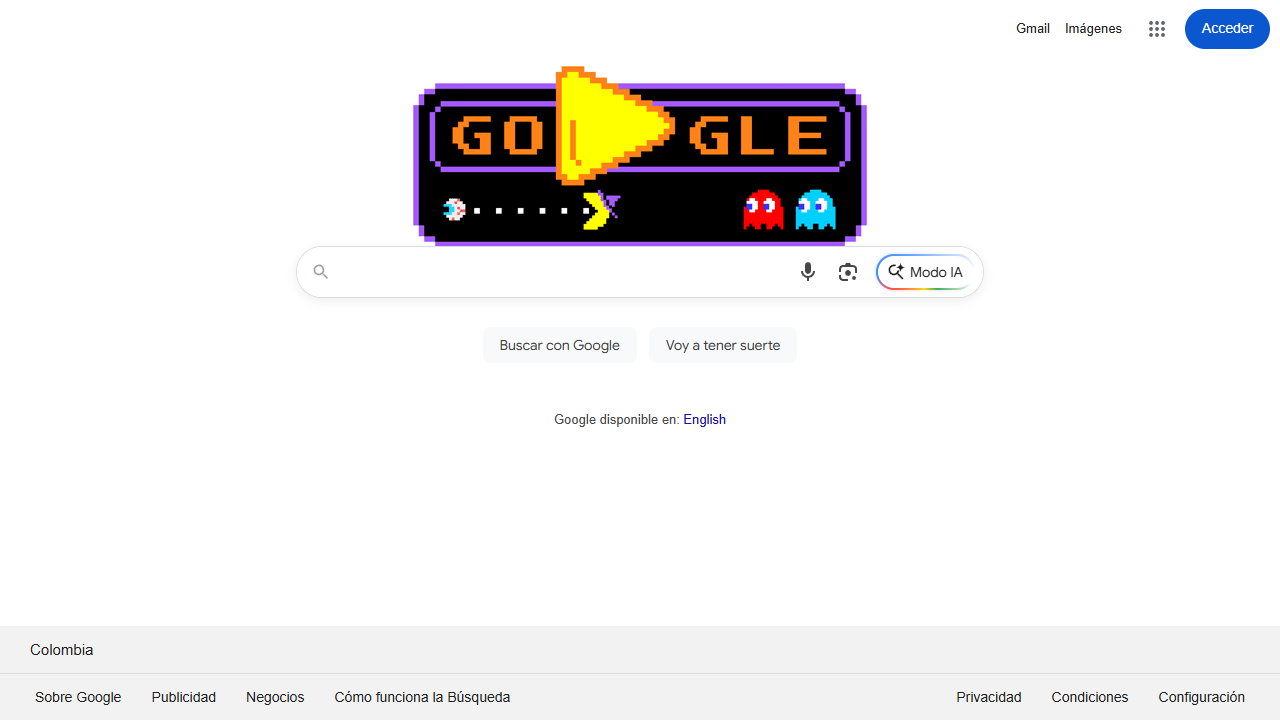 Gmail Imágenes Acceder
GO GLE
Modo IA
Buscar con Google Voy a tener suerte
Google disponible en: English
Colombia
Sobre Google Publicidad Negocios Cómo funciona la Búsqueda Privacidad Condiciones Configuración